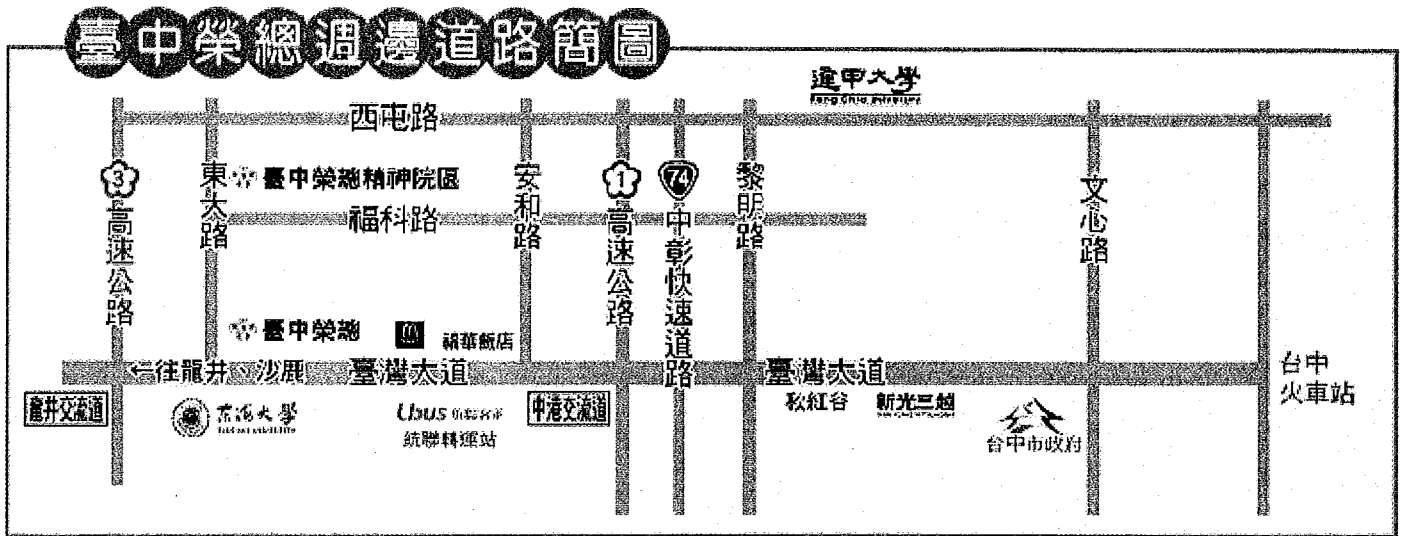 臺中榮總週邊道路簡圖
逢甲大學
Feng Chia University
西屯路
3
高速公路
東大路
臺中榮總精神院區
福科路
安和路
1
高速公路
74
中彰快速道路
黎明路
文心路
臺中榮總
福華飯店
←往龍井、沙鹿
臺灣大道
臺灣大道
台中
火車站
龍井交流道
東海大學
Ubus
統聯轉運站
中港交流道
秋紅谷
新光三越
台中市政府